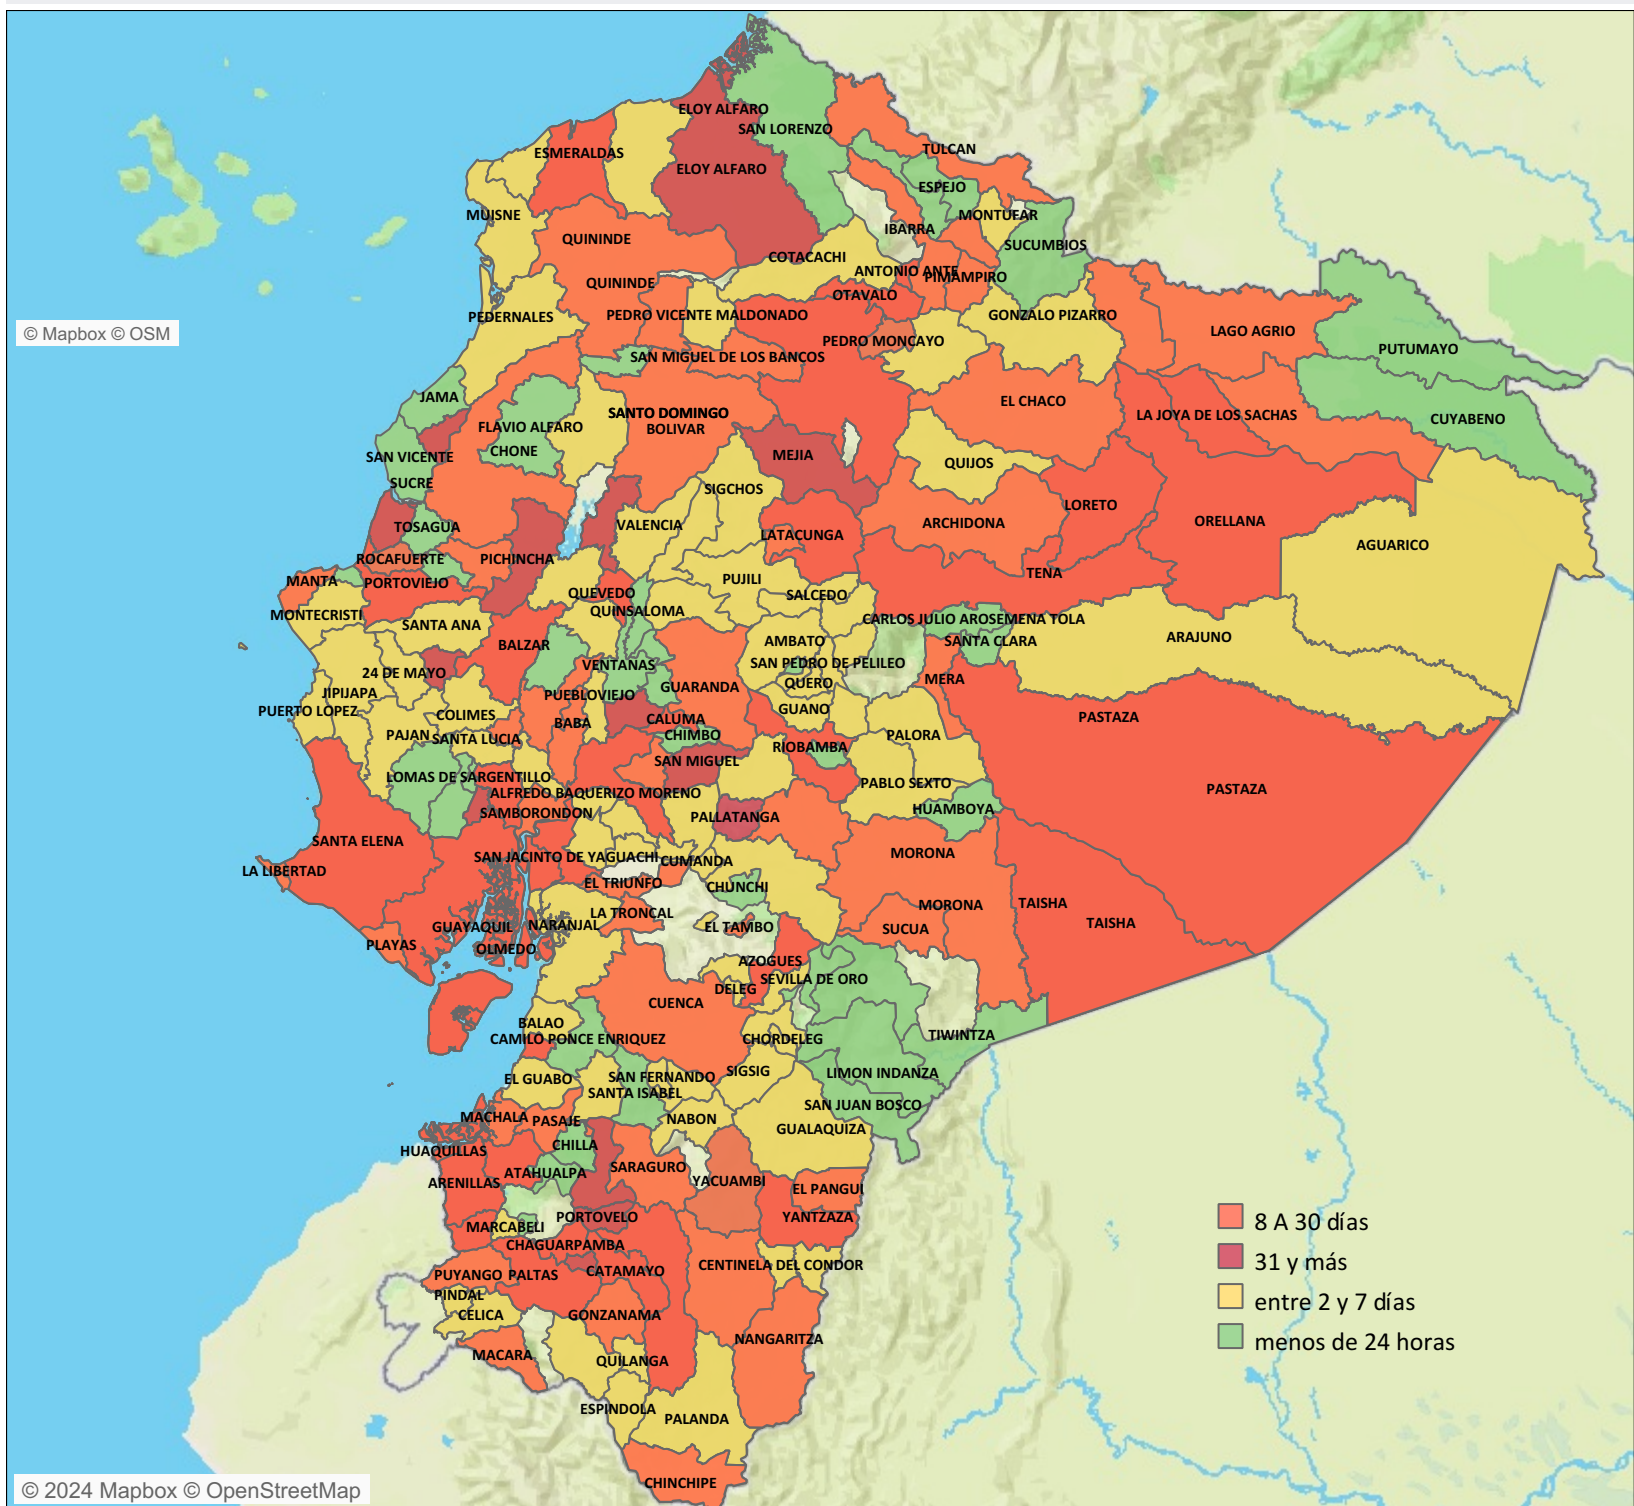 ELOY ALFARO
SAN LORENZO
ESMERALDAS
TULCAN
ELOY ALFARO
ESPEJO
MUISNE
MONTUFAR
IBARRA
QUININDE
SUCUMBIOS
COTACACHI
ANTONIO ANTE
PIMAMPIRO
QUININDE
OTAVALO
PEDERNALES
PEDRO VICENTE MALDONADO
GONZALO PIZARRO
LAGO AGRIO
© Mapbox © OSM
PEDRO MONCAYO
PUTUMAYO
SAN MIGUEL DE LOS BANCOS
JAMA
EL CHACO
SANTO DOMINGO
LA JOYA DE LOS SACHAS
CUYABENO
FLAVIO ALFARO
BOLIVAR
CHONE
SAN VICENTE
MEJIA
QUIJOS
SUCRE
SIGCHOS
LORETO
TOSAGUA
VALENCIA
ARCHIDONA
ORELLANA
LATACUNGA
AGUARICO
ROCAFUERTE
PICHINCHA
TENA
MANTA
PORTOVIEJO
PUJILI
QUEVEDO
SALCEDO
MONTECRISTI
QUINSALOMA
SANTA ANA
CARLOS JULIO AROSEMENA TOLA
BALZAR
AMBATO
SANTA CLARA
ARAJUNO
VENTANAS
SAN PEDRO DE PELILEO
24 DE MAYO
MERA
QUERO
JIPIJAPA
PUEBLOVIEJO
GUARANDA
PUERTO LOPEZ
COLIMES
BABA
CALUMA
GUANO
PASTAZA
PAJAN
SANTA LUCIA
CHIMBO
PALORA
RIOBAMBA
SAN MIGUEL
LOMAS DE SARGENTILLO
PABLO SEXTO
PASTAZA
ALFREDO BAQUERIZO MORENO
SAMBORONDON
PALLATANGA
HUAMBOYA
SANTA ELENA
SAN JACINTO DE YAGUACHI
CUMANDA
MORONA
LA LIBERTAD
EL TRIUNFO
CHUNCHI
LA TRONCAL
MORONA
TAISHA
GUAYAQUIL
NARANJAL
EL TAMBO
SUCUA
TAISHA
PLAYAS
OLMEDO
AZOGUES
SEVILLA DE ORO
DELEG
CUENCA
BALAO
CAMILO PONCE ENRIQUEZ
CHORDELEG
TIWINTZA
EL GUABO
SAN FERNANDO
SIGSIG
LIMON INDANZA
SANTA ISABEL
SAN JUAN BOSCO
MACHALA
PASAJE
NABON
GUALAQUIZA
HUAQUILLAS
CHILLA
ATAHUALPA
SARAGURO
ARENILLAS
YACUAMBI
EL PANGUI
PORTOVELO
YANTZAZA
MARCABELI
8 A 30 días
CHAGUARPAMBA
31 y más
PUYANGO
PALTAS
CATAMAYO
CENTINELA DEL CONDOR
PINDAL
entre 2 y 7 días
CELICA
GONZANAMA
menos de 24 horas
NANGARITZA
MACARA
QUILANGA
ESPINDOLA
PALANDA
CHINCHIPE
© 2024 Mapbox © OpenStreetMap